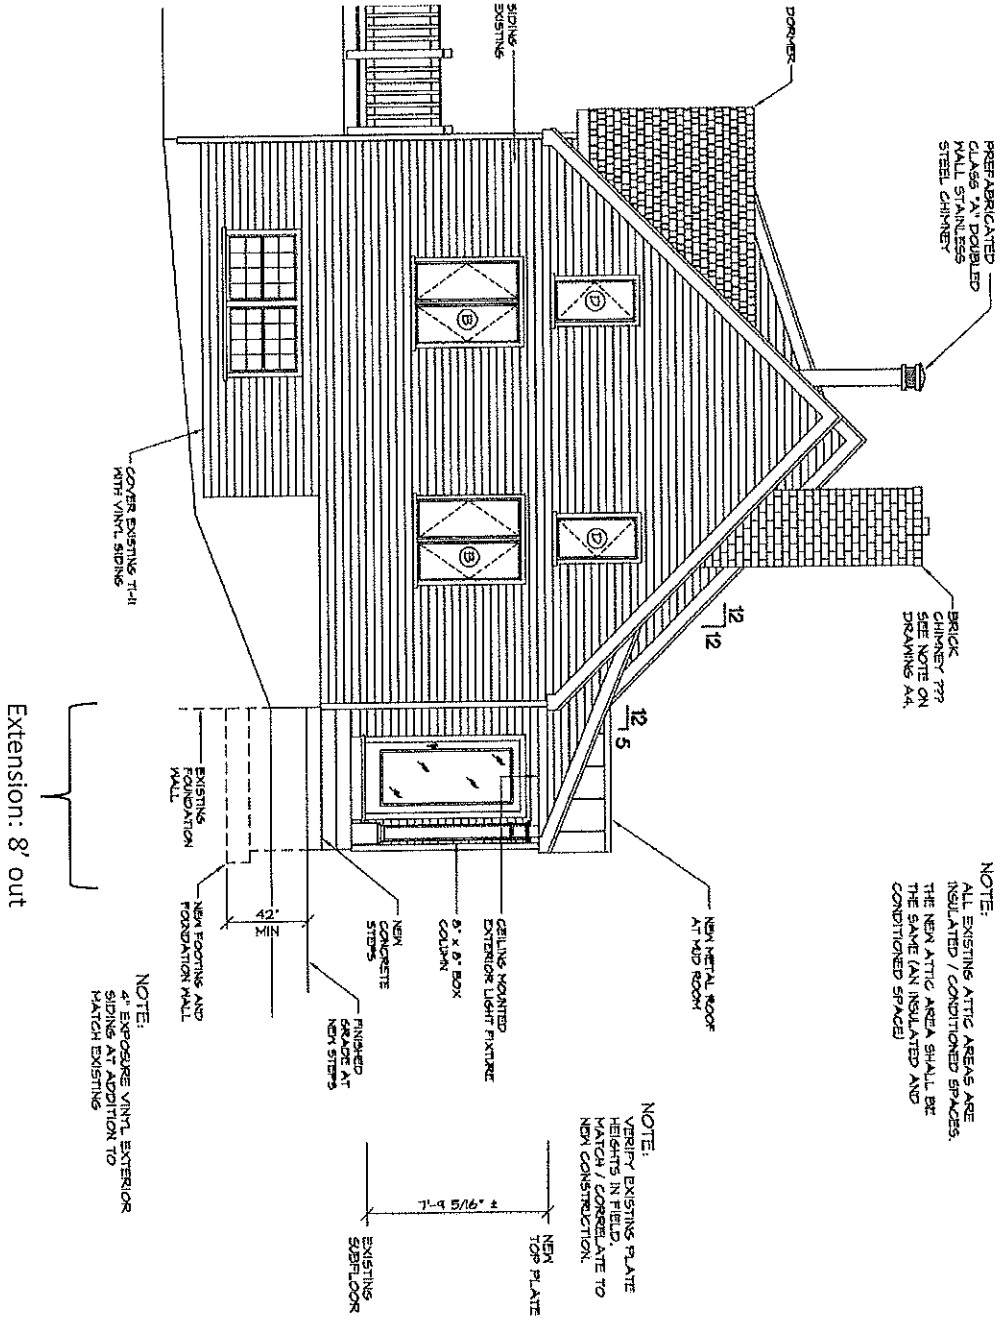 PREFABRICATED
CLASS "A" DOUBLED
WALL STAINLESS
STEEL CHIMNEY
DORMER
SIDING
EXISTING
BRICK
CHIMNEY ???
SEE NOTE ON
DRAWING A4.
12
12
12
5
D
D
B
B
NOTE:
ALL EXISTING ATTIC AREAS ARE
INSULATED / CONDITIONED SPACES.
THE NEW ATTIC AREA SHALL BE
THE SAME (AN INSULATED AND
CONDITIONED SPACE)
NEW METAL ROOF
AT MUD ROOM
NOTE:
VERIFY EXISTING PLATE
HEIGHTS IN FIELD.
MATCH / CORRELATE TO
NEW CONSTRUCTION.
NEW
TOP PLATE
7'-9 5/16" ±
EXISTING
SUBFLOOR
CEILING MOUNTED
EXTERIOR LIGHT FIXTURE
8" x 8" BOX
COLUMN
NEW
CONCRETE
STEPS
FINISHED
GRADE AT
NEW STEPS
42"
MIN
COVER EXISTING T1-11
WITH VINYL SIDING
EXISTING
FOUNDATION
WALL
NEW FOOTING AND
FOUNDATION WALL
NOTE:
4" EXPOSURE VINYL EXTERIOR
SIDING AT ADDITION TO
MATCH EXISTING
Extension: 8' out